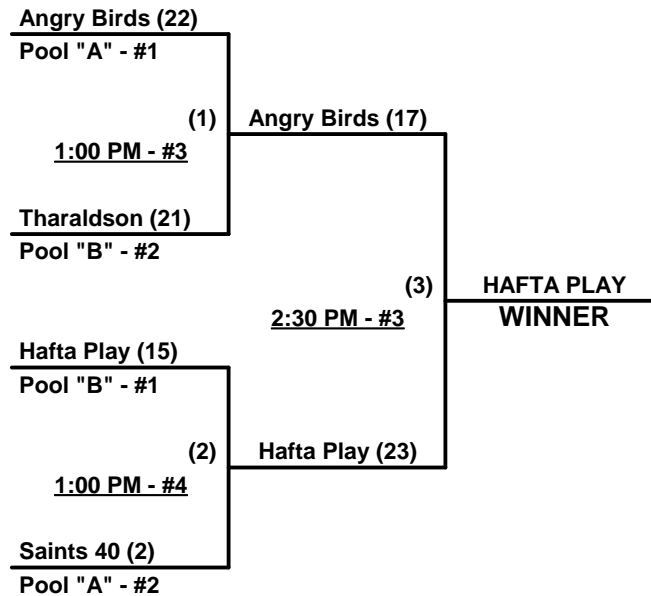 Angry Birds (22)
Pool "A" - #1
(1)
Angry Birds (17)
1:00 PM - #3
Tharaldson (21)
Pool "B" - #2
(3)
HAFTA PLAY
2:30 PM - #3
WINNER
Hafta Play (15)
Pool "B" - #1
(2)
Hafta Play (23)
1:00 PM - #4
Saints 40 (2)
Pool "A" - #2